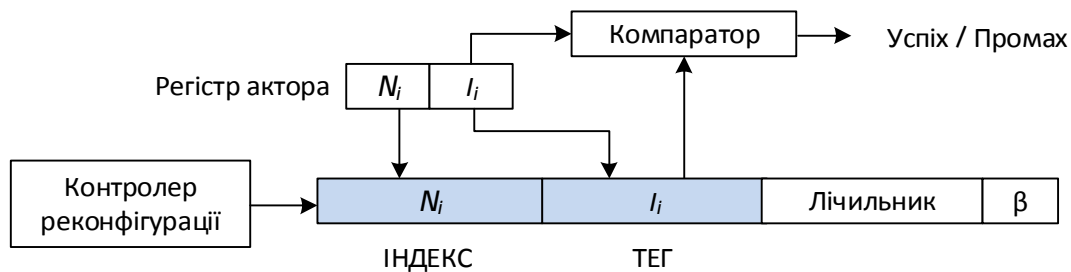 Компаратор
Успіх / Промах
Регістр актора
Ni
Ii
Контролер
реконфігурації
Ni
Ii
Лічильник
β
ІНДЕКС
ТЕГ